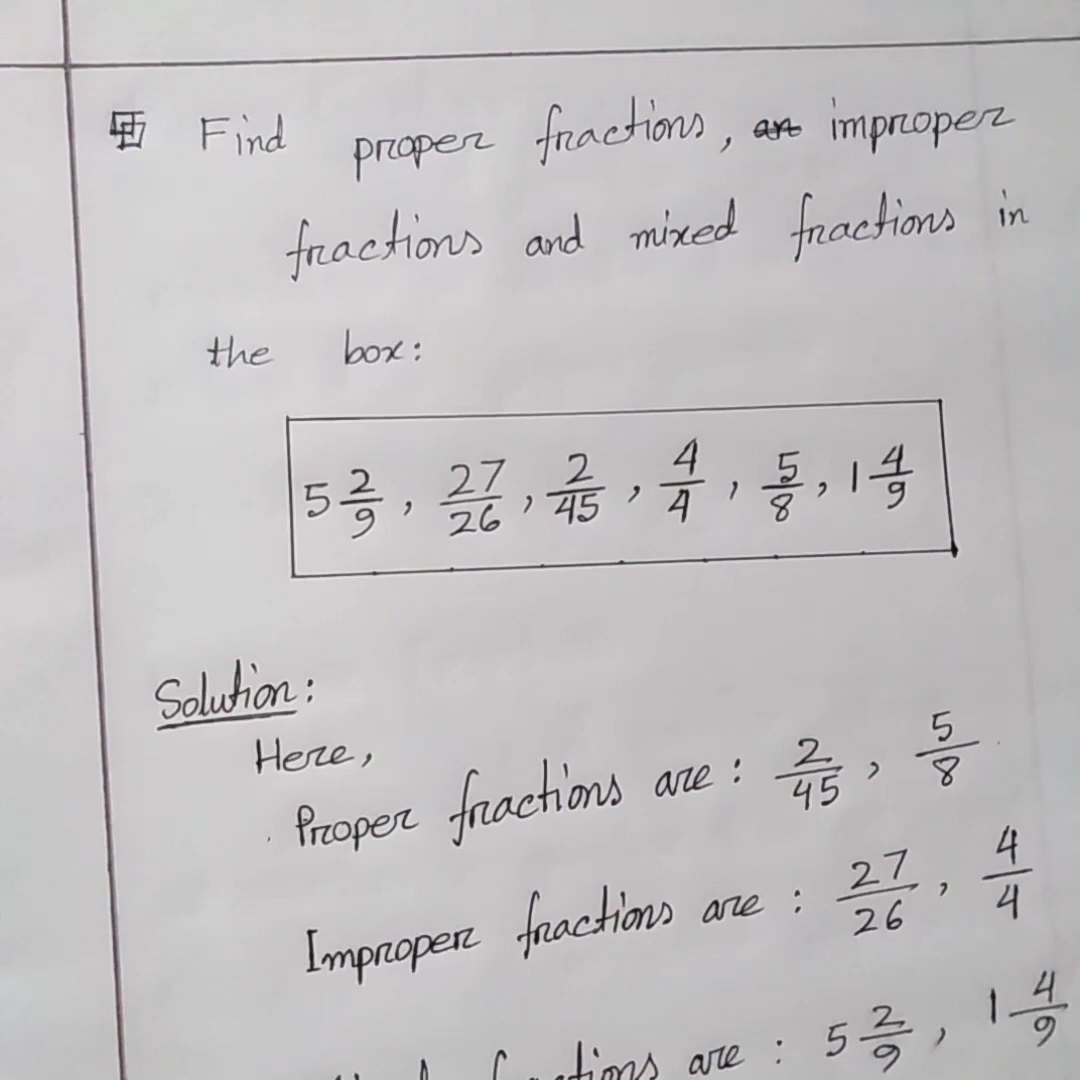 Find proper fractions, an improper
fractions and mixed fractions in
the box:
5 2/9, 27/26, 2/45, 4/4, 5/8, 1 4/9
Solution:
Here,
Proper fractions are: 2/45, 5/8
Improper fractions are: 27/26, 4/4
are: 5 2/9, 1 4/9